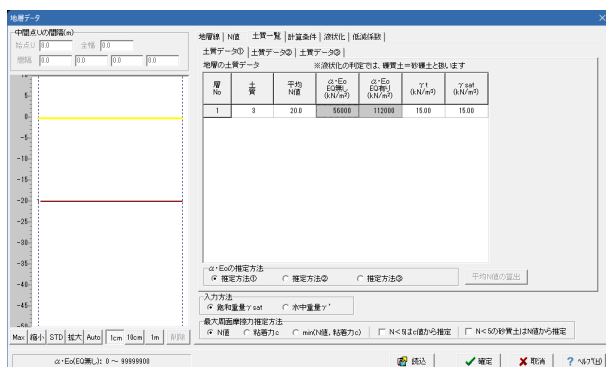 地層データ
中間点Uの間隔(m)
始点U 0.0 全幅 0.0
間隔 0.0 0.0 0.0 0.0
5
0
-5
-10
-15
-20 1
-25
-30
-35
-40
-45
-50
Max 縮小 STD 拡大 Auto 1cm 10cm 1m 削除
地層線 N値 土質一覧 計算条件 液状化 低減係数
土質データ① 土質データ② 土質データ③
地層の土質データ ※液状化の判定では、礫質土=砂礫土と扱います
層No 土質 平均N値 α・Eo EQ無し (kN/m²) α・Eo EQ有り (kN/m²) γt (kN/m³) γsat (kN/m³)
1 3 20.0 56000 112000 15.00 15.00
α・Eoの推定方法
推定方法① 推定方法② 推定方法③ 平均N値の算出
入力方法
飽和重量γsat 水中重量γ'
最大周面摩擦力推定方法
N値 粘着力c min(N値,粘着力c) N<5はc値から推定 N<5の砂質土はN値から推定
α・Eo(EQ無し): 0 ~ 99999900 読込 確定 取消 ヘルプ(H)